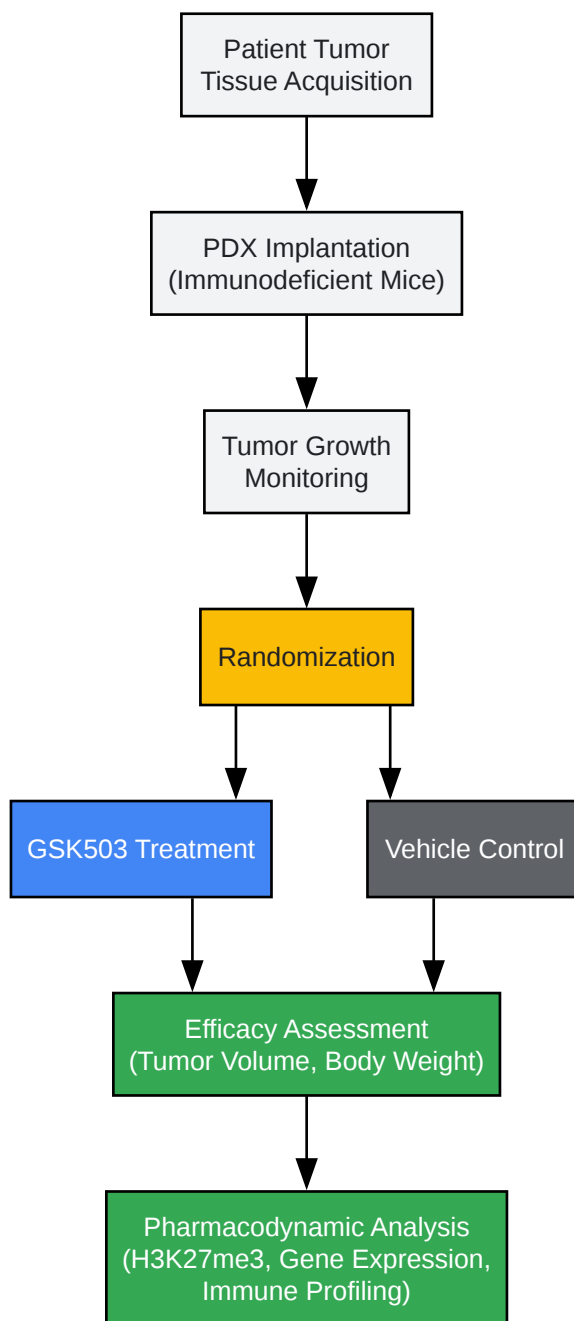 Patient Tumor
Tissue Acquisition
PDX Implantation
(Immunodeficient Mice)
Tumor Growth
Monitoring
Randomization
GSK503 Treatment
Vehicle Control
Efficacy Assessment
(Tumor Volume, Body Weight)
Pharmacodynamic Analysis
(H3K27me3, Gene Expression,
Immune Profiling)